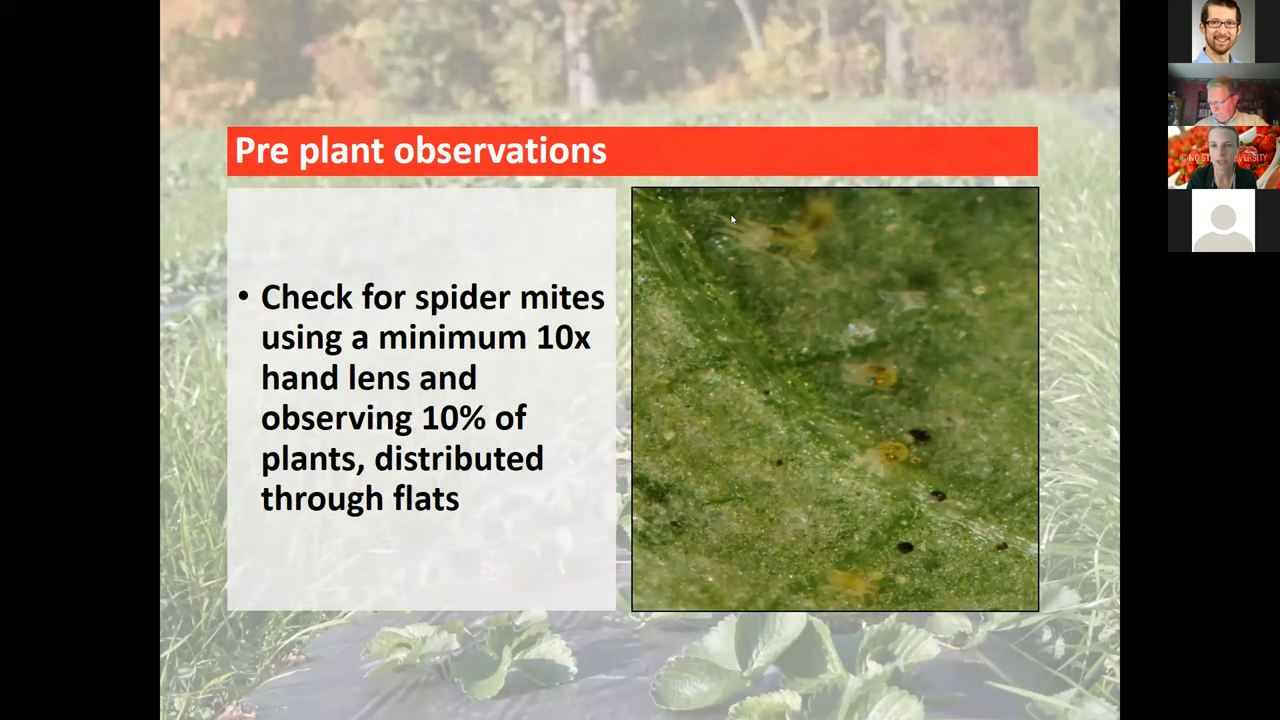 Pre plant observations
• Check for spider mites
using a minimum 10x
hand lens and
observing 10% of
plants, distributed
through flats